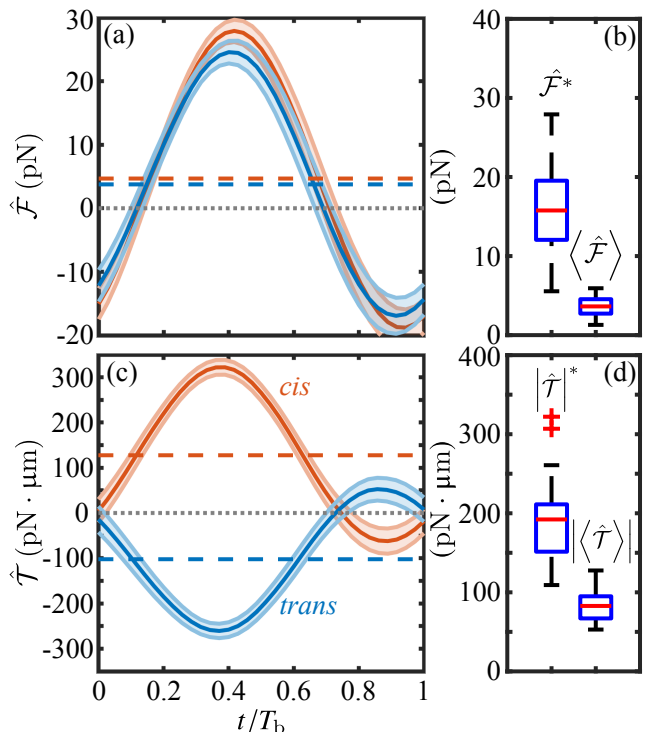 (a)
30
20
10
0
-10
-20
𝓕̂ (pN)
(b)
40
30
20
10
0
(pN)
𝓕̂*
⟨𝓕̂⟩
(c)
300
200
100
0
-100
-200
-300
𝓣̂ (pN · µm)
cis
trans
0
0.2
0.4
0.6
0.8
1
t/T_b
(d)
400
300
200
100
0
(pN · µm)
|𝓣̂|*
|⟨𝓣̂⟩|